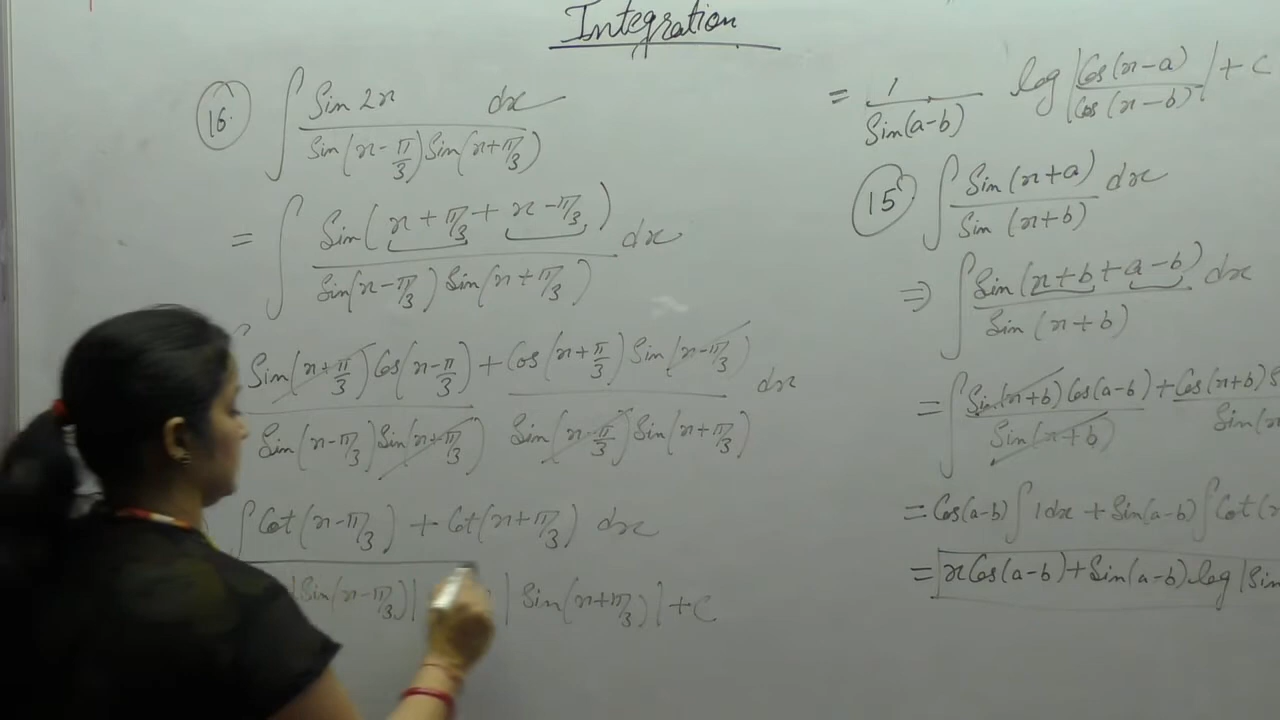 Integration
16. ∫ Sin 2x dx / Sin(x - π/3) Sin(x + π/3)
= ∫ Sin(x + π/3 + x - π/3) / Sin(x - π/3) Sin(x + π/3) dx
Sin(x + π/3) Cos(x - π/3) / Sin(x - π/3) Sin(x + π/3) + Cos(x + π/3) Sin(x - π/3) / Sin(x - π/3) Sin(x + π/3) dx
∫ Cot(x - π/3) + Cot(x + π/3) dx
|Sin(x - π/3)| | Sin(x + π/3)| + C
= 1 / Sin(a-b) log |Cos(x-a) / Cos(x-b)| + C
15 ∫ Sin(x+a) / Sin(x+b) dx
⇒ ∫ Sin(x+b+a-b) / Sin(x+b) dx
= ∫ Sin(x+b) Cos(a-b) / Sin(x+b) + Cos(x+b) S / Sin(x
= Cos(a-b) ∫ 1dx + Sin(a-b) ∫ Cot(x
= x Cos(a-b) + Sin(a-b) log |Sin